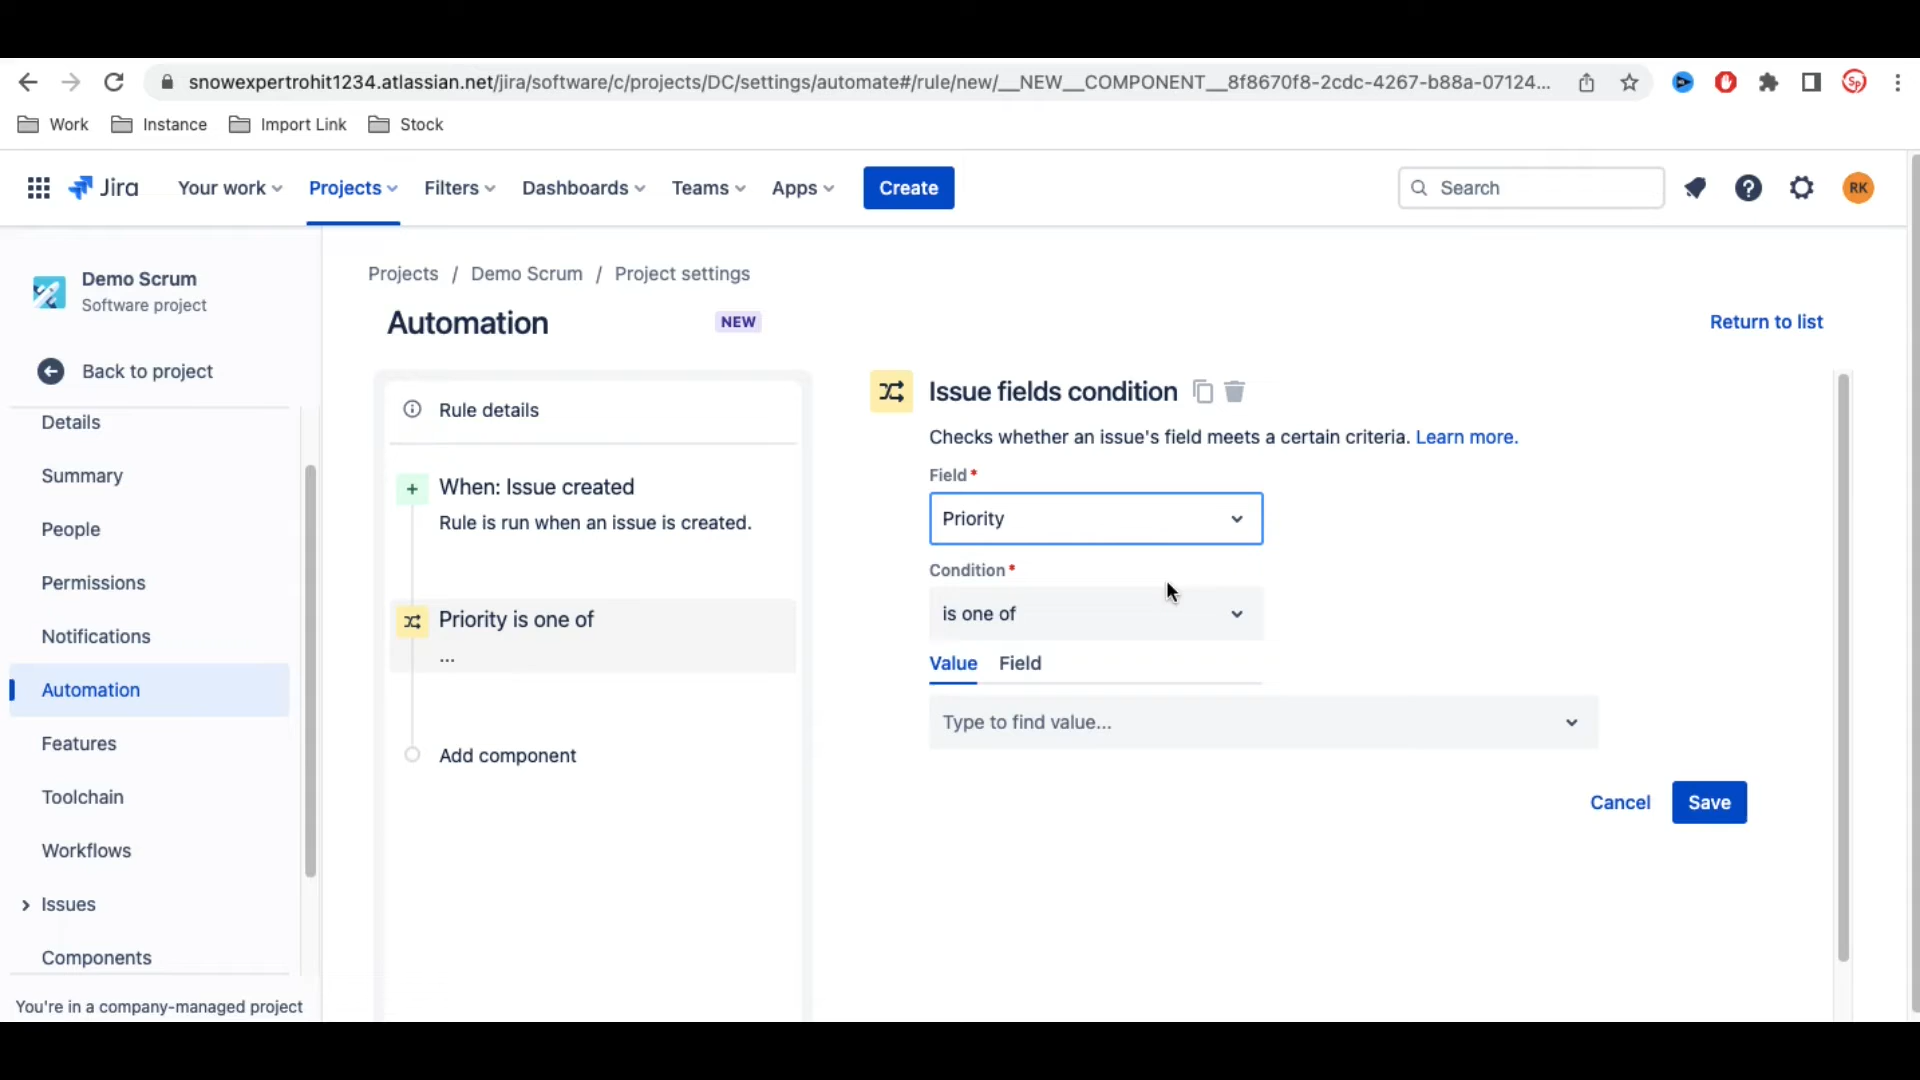 snowexpertrohit1234.atlassian.net/jira/software/c/projects/DC/settings/automate#/rule/new/__NEW__COMPONENT__8f8670f8-2cdc-4267-b88a-07124...
Sp
Work
Instance
Import Link
Stock
Jira
Your work
Projects
Filters
Dashboards
Teams
Apps
Create
Search
RK
Demo Scrum
Software project
Back to project
Details
Summary
People
Permissions
Notifications
Automation
Features
Toolchain
Workflows
Issues
Components
You're in a company-managed project
Projects / Demo Scrum / Project settings
Automation
NEW
Return to list
Rule details
When: Issue created
Rule is run when an issue is created.
Priority is one of
...
Add component
Issue fields condition
Checks whether an issue's field meets a certain criteria. Learn more.
Field*
Priority
Condition*
is one of
Value
Field
Type to find value...
Cancel
Save